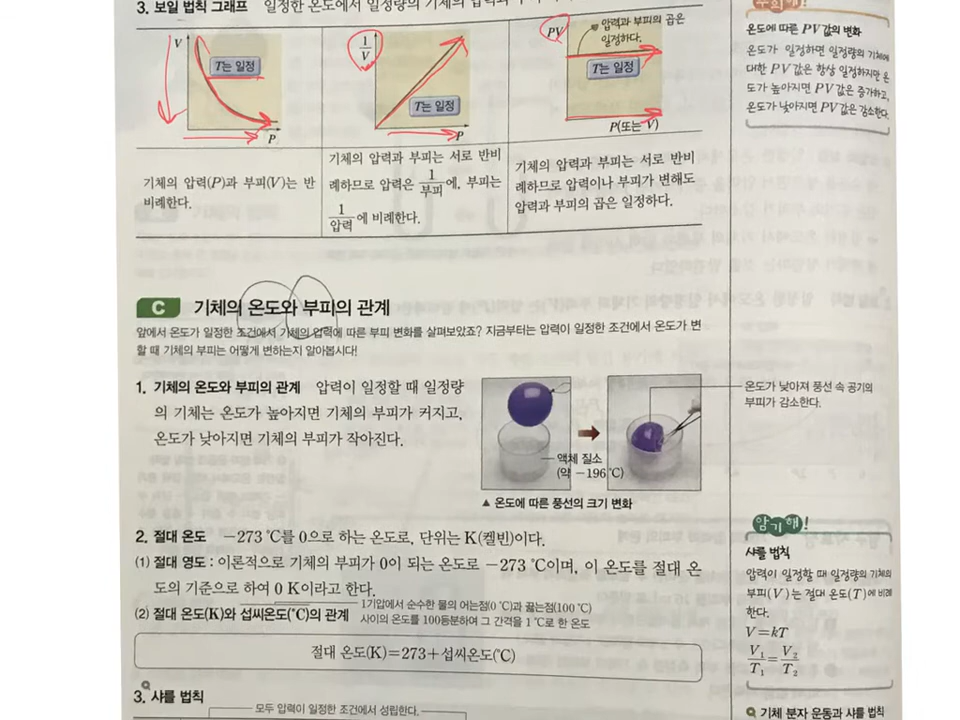 3. 보일 법칙 그래프 일정한 온도에서 일정량의 기체의 압력과
V
T는 일정
P
1/V
T는 일정
P
PV
압력과 부피의 곱은
일정하다.
T는 일정
P(또는 V)
기체의 압력(P)과 부피(V)는 반
비례한다.
기체의 압력과 부피는 서로 반비
례하므로 압력은 1/부피에, 부피는
1/압력에 비례한다.
기체의 압력과 부피는 서로 반비
례하므로 압력이나 부피가 변해도
압력과 부피의 곱은 일정하다.
온도에 따른 PV값의 변화
온도가 일정하면 일정량의 기체에
대한 PV값은 항상 일정하지만 온
도가 높아지면 PV값은 증가하고,
온도가 낮아지면 PV값은 감소한다.
C 기체의 온도와 부피의 관계
앞에서 온도가 일정한 조건에서 기체의 압력에 따른 부피 변화를 살펴보았죠? 지금부터는 압력이 일정한 조건에서 온도가 변
할 때 기체의 부피는 어떻게 변하는지 알아봅시다!
1. 기체의 온도와 부피의 관계 압력이 일정할 때 일정량
의 기체는 온도가 높아지면 기체의 부피가 커지고,
온도가 낮아지면 기체의 부피가 작아진다.
액체 질소
(약 -196 ℃)
▲ 온도에 따른 풍선의 크기 변화
온도가 낮아져 풍선 속 공기의
부피가 감소한다.
2. 절대 온도 -273 ℃를 0으로 하는 온도로, 단위는 K(켈빈)이다.
(1) 절대 영도 : 이론적으로 기체의 부피가 0이 되는 온도로 -273 ℃이며, 이 온도를 절대 온
도의 기준으로 하여 0 K이라고 한다.
(2) 절대 온도(K)와 섭씨온도(℃)의 관계
1기압에서 순수한 물의 어는점(0 ℃)과 끓는점(100 ℃)
사이의 온도를 100등분하여 그 간격을 1 ℃로 한 온도
절대 온도(K)=273+섭씨온도(℃)
암기해!
샤를 법칙
압력이 일정할 때 일정량의 기체의
부피(V)는 절대 온도(T)에 비례
한다.
V=kT
V₁/T₁=V₂/T₂
3. 샤를 법칙
모두 압력이 일정한 조건에서 성립한다.
기체 분자 운동과 샤를 법칙